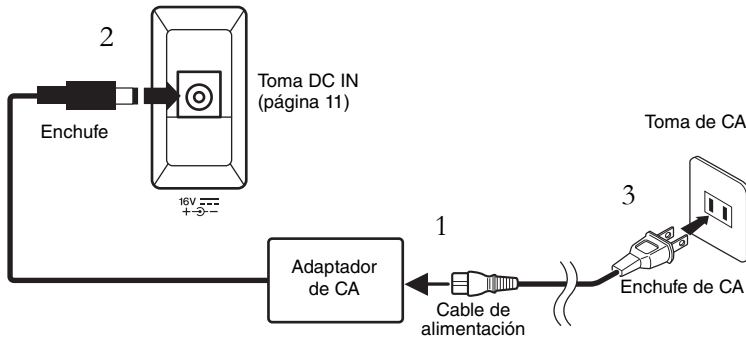 2
Toma DC IN
(página 11)
Enchufe
16V
Toma de CA
3
1
Adaptador
de CA
Cable de
alimentación
Enchufe de CA